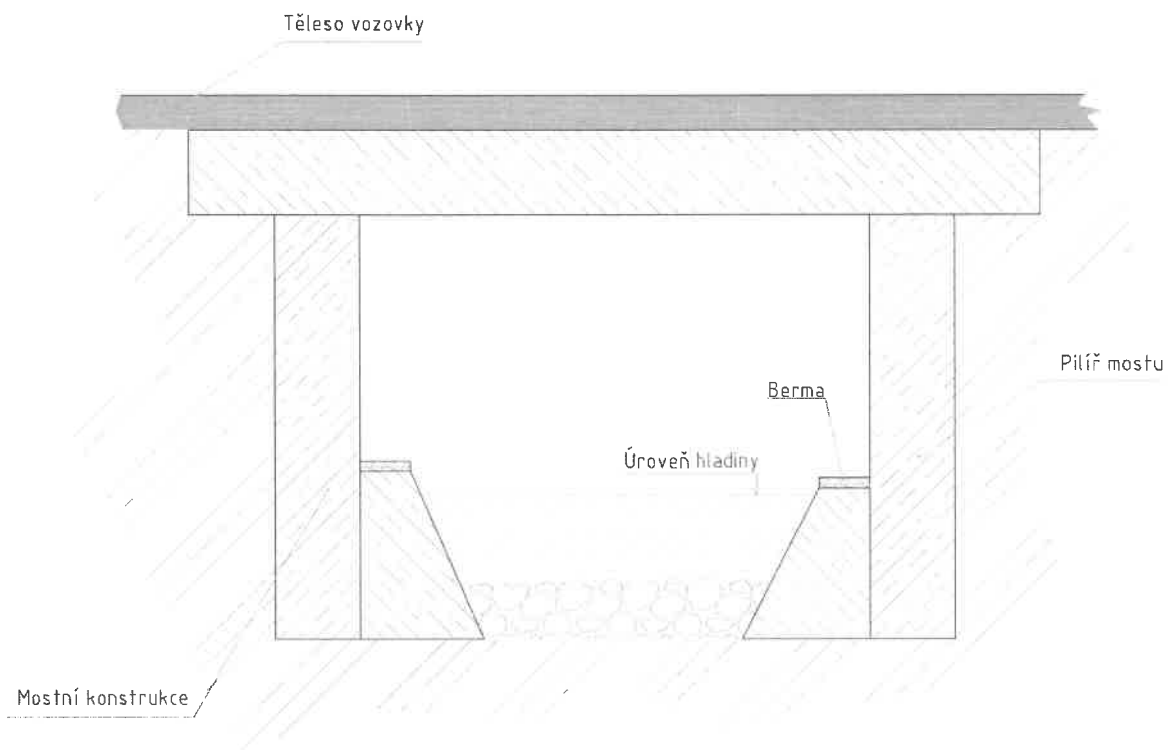 Těleso vozovky
Pilíř mostu
Berma
Úroveň hladiny
Mostní konstrukce